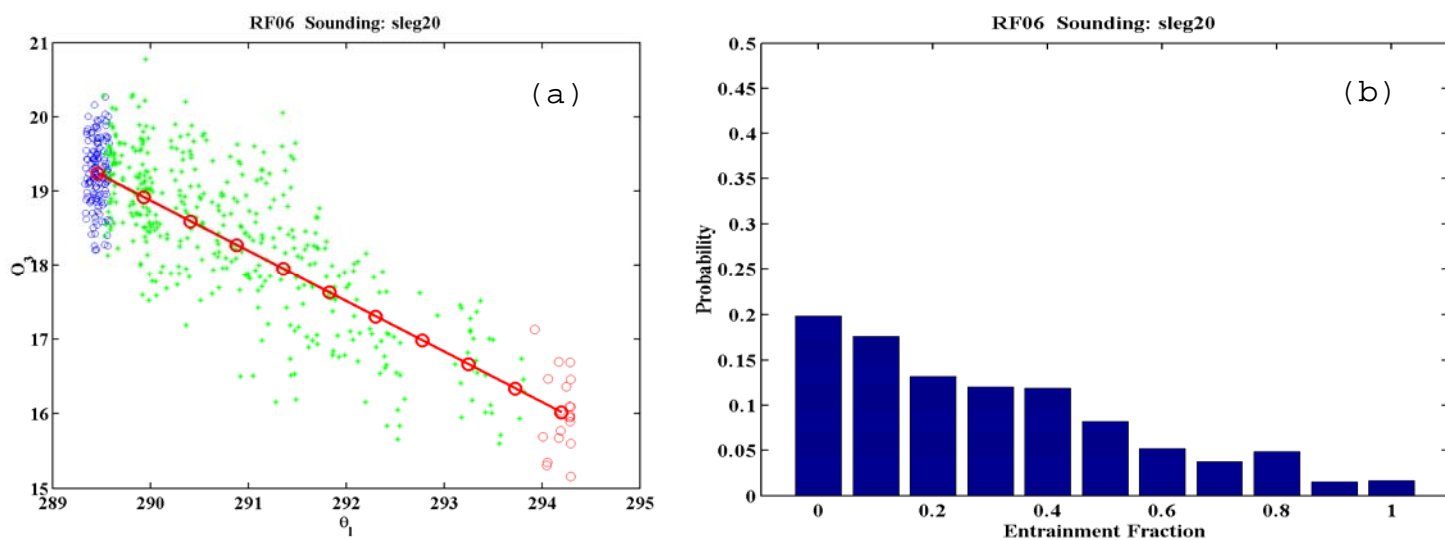 RF06 Sounding: sleg20
(a)
O3
21
20
19
18
17
16
15
289 290 291 292 293 294 295
θl
RF06 Sounding: sleg20
(b)
Probability
0.5
0.45
0.4
0.35
0.3
0.25
0.2
0.15
0.1
0.05
0
0 0.2 0.4 0.6 0.8 1
Entrainment Fraction